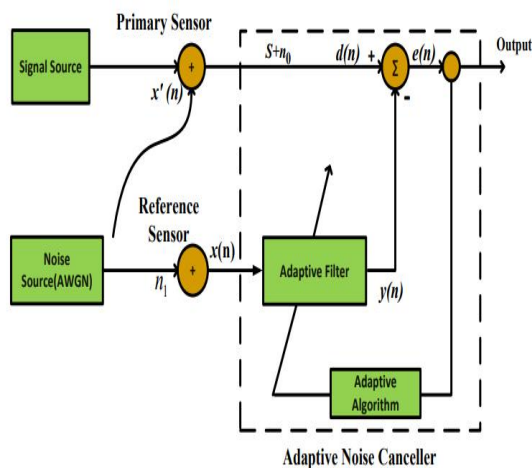 Primary Sensor
Signal Source
+
x'(n)
S+n₀
d(n) +
Σ
e(n)
-
Output
Reference
Sensor
Noise
Source(AWGN)
n₁
+
x(n)
Adaptive Filter
y(n)
Adaptive
Algorithm
Adaptive Noise Canceller